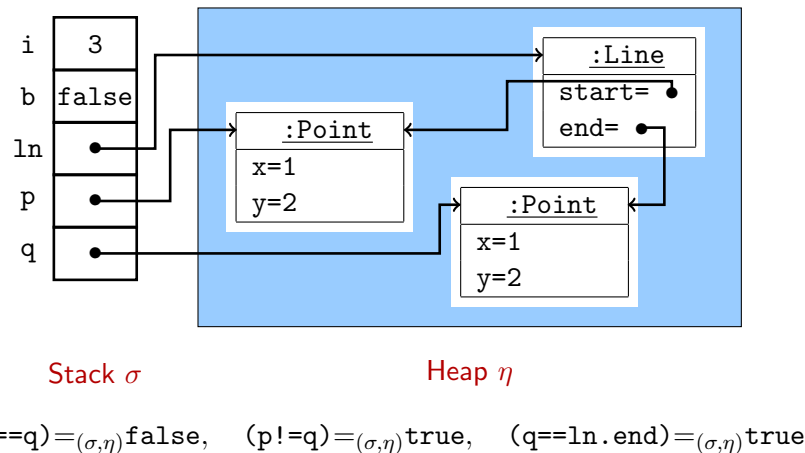 i 3
b false
ln
p
q
:Line
start=
end=
:Point
x=1
y=2
:Point
x=1
y=2
Stack σ
Heap η
==q)=(σ,η)false, (p!=q)=(σ,η)true, (q==ln.end)=(σ,η)true